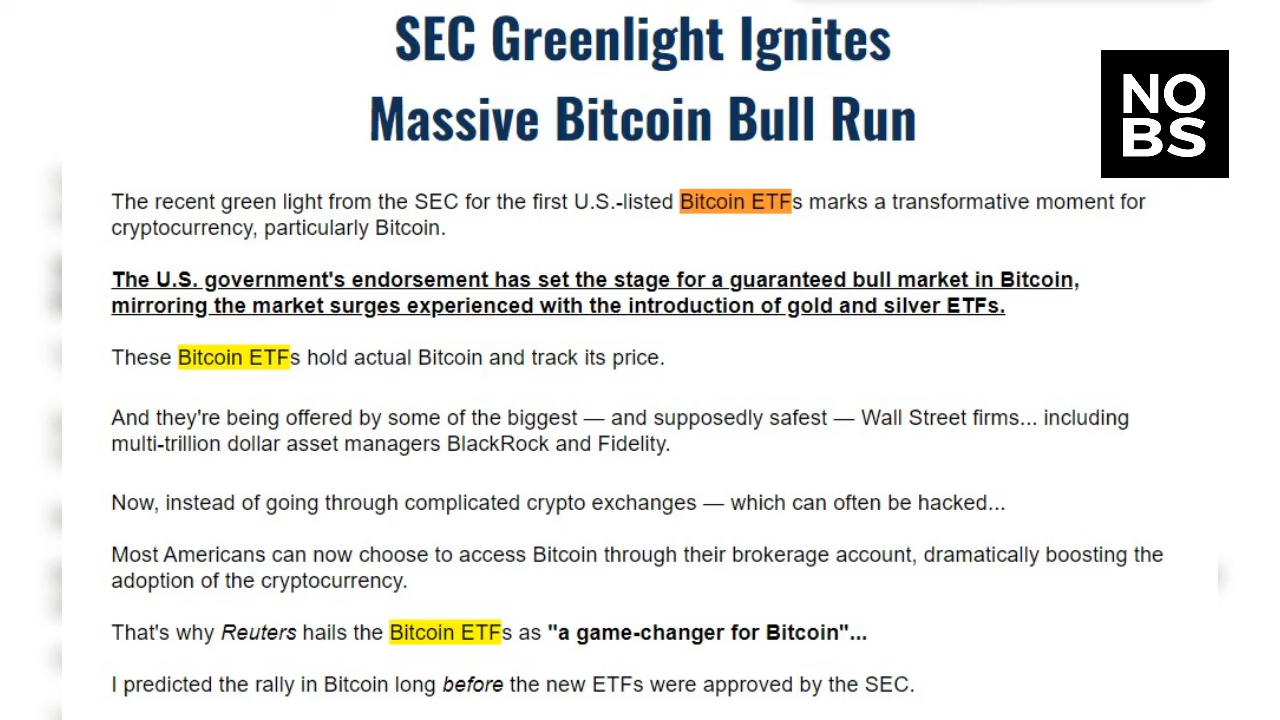 SEC Greenlight Ignites
Massive Bitcoin Bull Run
NO
BS
The recent green light from the SEC for the first U.S.-listed Bitcoin ETFs marks a transformative moment for
cryptocurrency, particularly Bitcoin.
The U.S. government's endorsement has set the stage for a guaranteed bull market in Bitcoin,
mirroring the market surges experienced with the introduction of gold and silver ETFs.
These Bitcoin ETFs hold actual Bitcoin and track its price.
And they're being offered by some of the biggest — and supposedly safest — Wall Street firms... including
multi-trillion dollar asset managers BlackRock and Fidelity.
Now, instead of going through complicated crypto exchanges — which can often be hacked...
Most Americans can now choose to access Bitcoin through their brokerage account, dramatically boosting the
adoption of the cryptocurrency.
That's why Reuters hails the Bitcoin ETFs as "a game-changer for Bitcoin"...
I predicted the rally in Bitcoin long before the new ETFs were approved by the SEC.